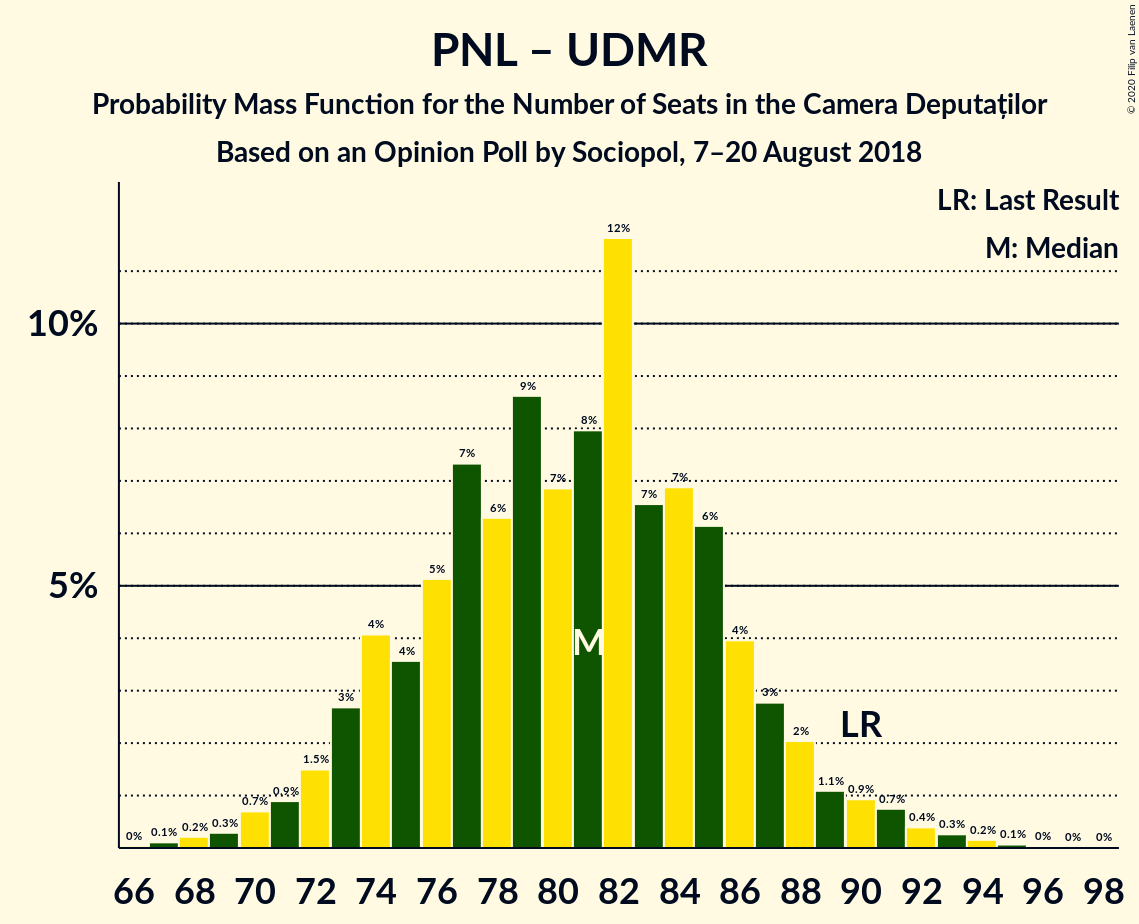 PNL – UDMR
Probability Mass Function for the Number of Seats in the Camera Deputaților
Based on an Opinion Poll by Sociopol, 7–20 August 2018
© 2020 Filip van Laenen
LR: Last Result
M: Median
10%
5%
0% 0.1% 0.2% 0.3% 0.7% 0.9% 1.5% 3% 4% 4% 5% 7% 6% 9% 7% 8% 12% 7% 7% 6% 4% 3% 2% 1.1% 0.9% 0.7% 0.4% 0.3% 0.2% 0.1% 0% 0% 0%
M
LR
66 68 70 72 74 76 78 80 82 84 86 88 90 92 94 96 98